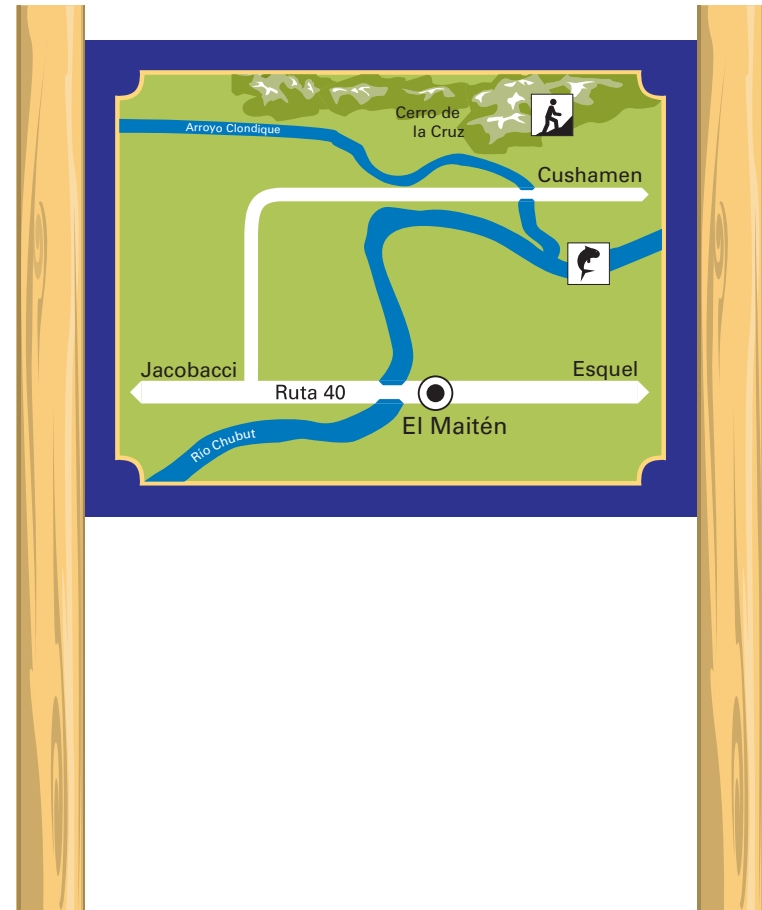 Cerro de
la Cruz
Arroyo Clondique
Cushamen
Jacobacci
Esquel
Ruta 40
El Maitén
Rio Chubut